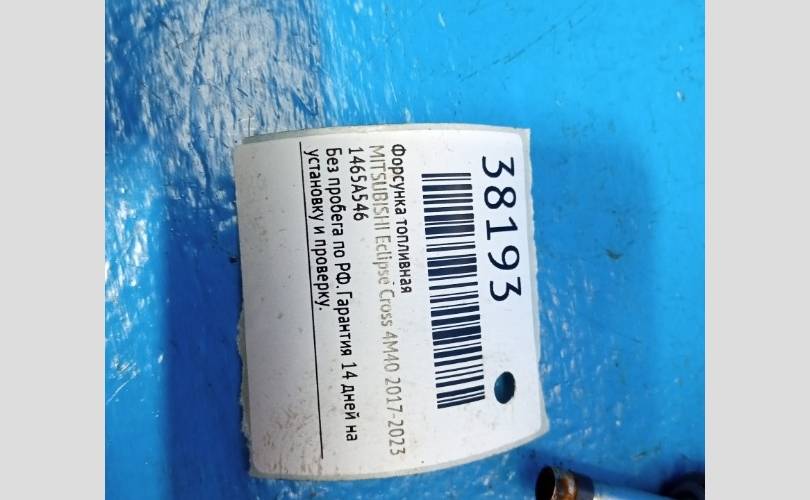 38193
Форсунка топливная
MITSUBISHI Eclipse Cross 4M40 2017-2023
1465A546
Без пробега по РФ.Гарантия 14 дней на
установку и проверку.